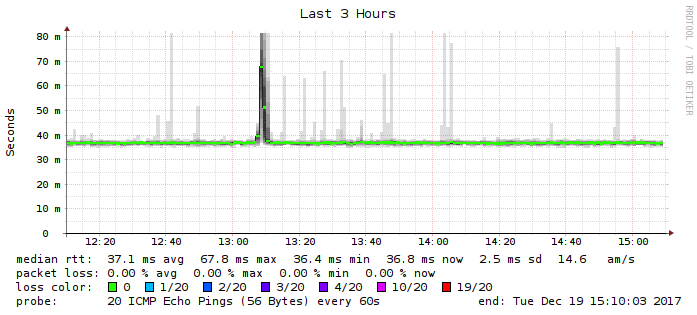 Last 3 Hours
RRDTOOL / TOBI OETIKER
Seconds
80 m
70 m
60 m
50 m
40 m
30 m
20 m
10 m
0
12:20 12:40 13:00 13:20 13:40 14:00 14:20 14:40 15:00
median rtt: 37.1 ms avg 67.8 ms max 36.4 ms min 36.8 ms now 2.5 ms sd 14.6 am/s
packet loss: 0.00 % avg 0.00 % max 0.00 % min 0.00 % now
loss color: 0 1/20 2/20 3/20 4/20 10/20 19/20
probe: 20 ICMP Echo Pings (56 Bytes) every 60s end: Tue Dec 19 15:10:03 2017